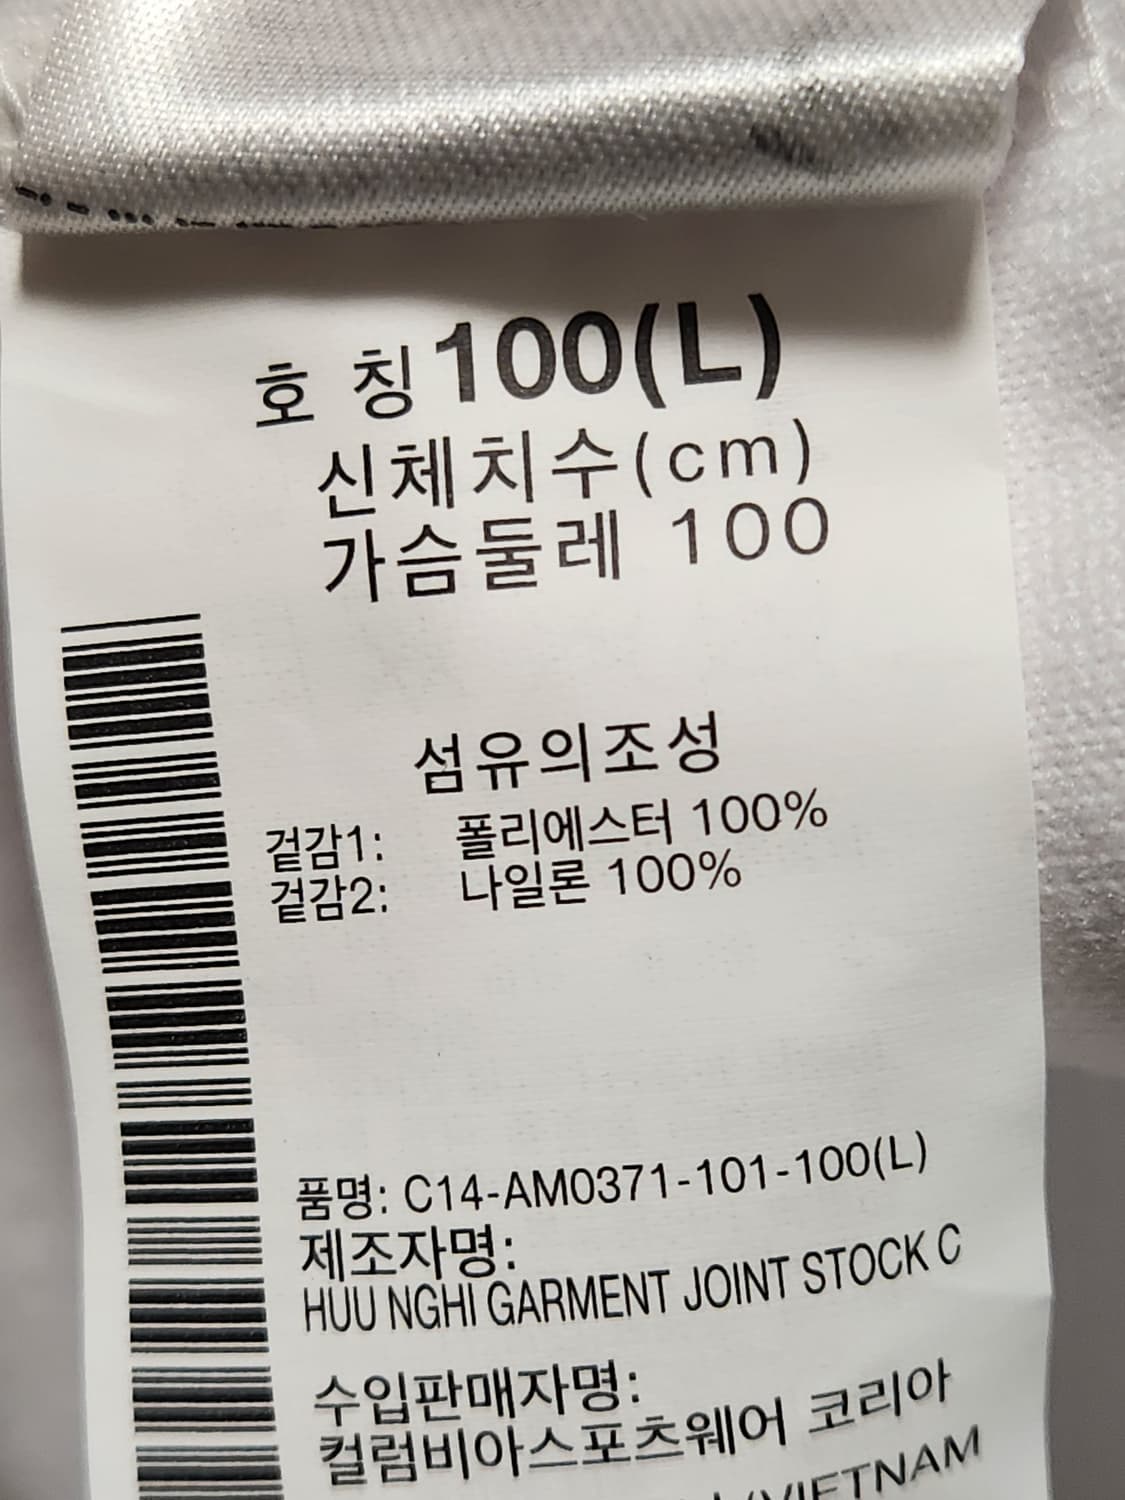 호 칭 100(L)
신체치수(cm)
가슴둘레 100
섬유의조성
겉감1: 폴리에스터 100%
겉감2: 나일론 100%
품명: C14-AM0371-101-100(L)
제조자명:
HUU NGHI GARMENT JOINT STOCK C
수입판매자명:
컬럼비아스포츠웨어 코리아
VIETNAM